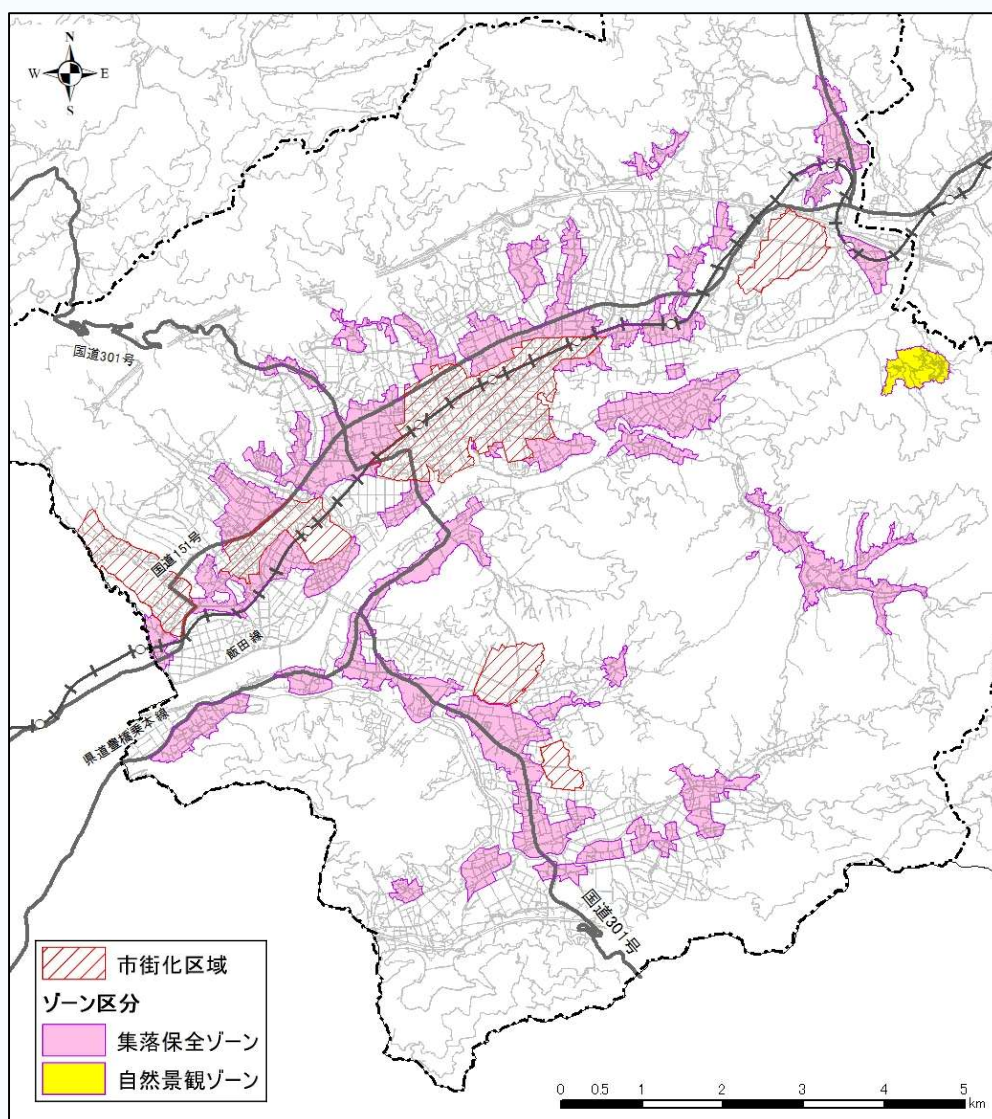 N
W E
S
国道301号
国道151号
飯田線
県道豊橋乗本線
国道301号
市街化区域
ゾーン区分
集落保全ゾーン
自然景観ゾーン
0 0.5 1 2 3 4 5
km